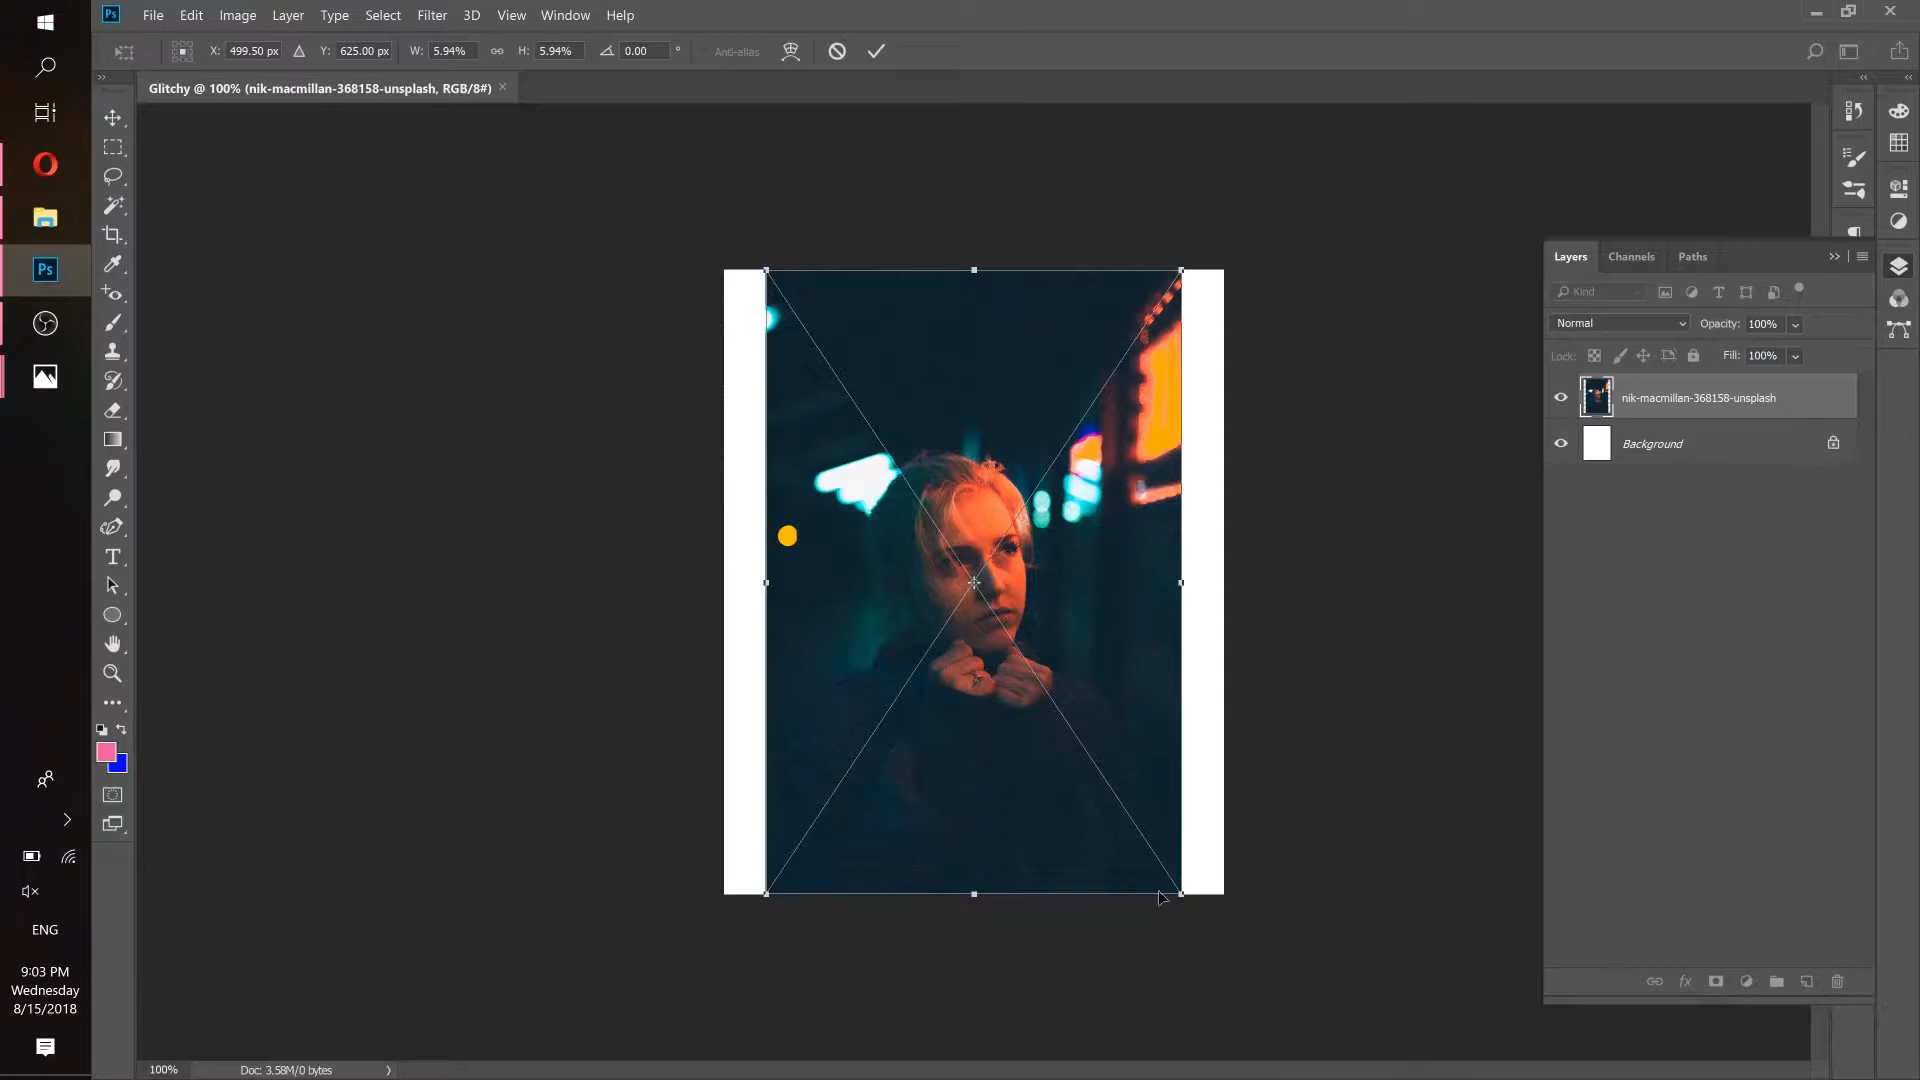 Ps File Edit Image Layer Type Select Filter 3D View Window Help
X: 499.50 px Y: 625.00 px W: 5.94% H: 5.94% 0.00 ° Anti-alias
Glitchy @ 100% (nik-macmillan-368158-unsplash, RGB/8#)
Layers Channels Paths
Kind
Normal Opacity: 100%
Lock: Fill: 100%
nik-macmillan-368158-unsplash
Background
Ps
ENG
9:03 PM
Wednesday
8/15/2018
fx
100% Doc: 3.58M/0 bytes